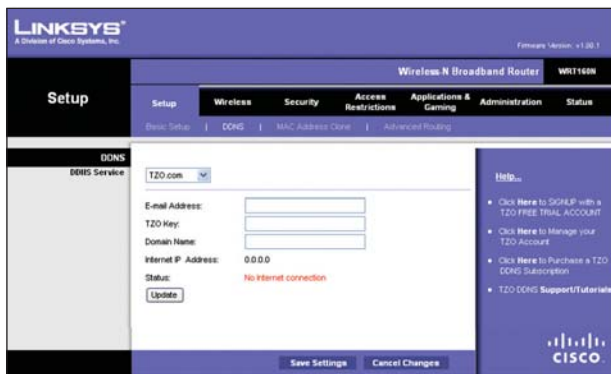 LINKSYS®
A Division of Cisco Systems, Inc.
Firmware Version: v1.00.1
Wireless-N Broadband Router WRT160N
Setup
Setup Wireless Security Access Restrictions Applications & Gaming Administration Status
Basic Setup | DDNS | MAC Address Clone | Advanced Routing
DDNS
DDNS Service
TZO.com
E-mail Address:
TZO Key:
Domain Name:
Internet IP Address: 0.0.0.0
Status: No Internet connection
Update
Help...
Click Here to SIGNUP with a
TZO FREE TRIAL ACCOUNT
Click Here to Manage your
TZO Account
Click Here to Purchase a TZO
DDNS Subscription
TZO DDNS Support/Tutorials
Save Settings Cancel Changes
CISCO.